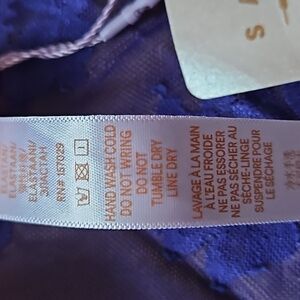 ELASTAAN/
ELASTAANI/
ЭЛАСТАН
RN# 157029
HAND WASH COLD
DO NOT WRING
DO NOT
TUMBLE DRY
LINE DRY
LAVAGE À LA MAIN
À L'EAU FROIDE
NE PAS ESSORER
NE PAS SÉCHER AU
SÈCHE-LINGE
SUSPENDRE POUR
LE SÉCHAGE
S